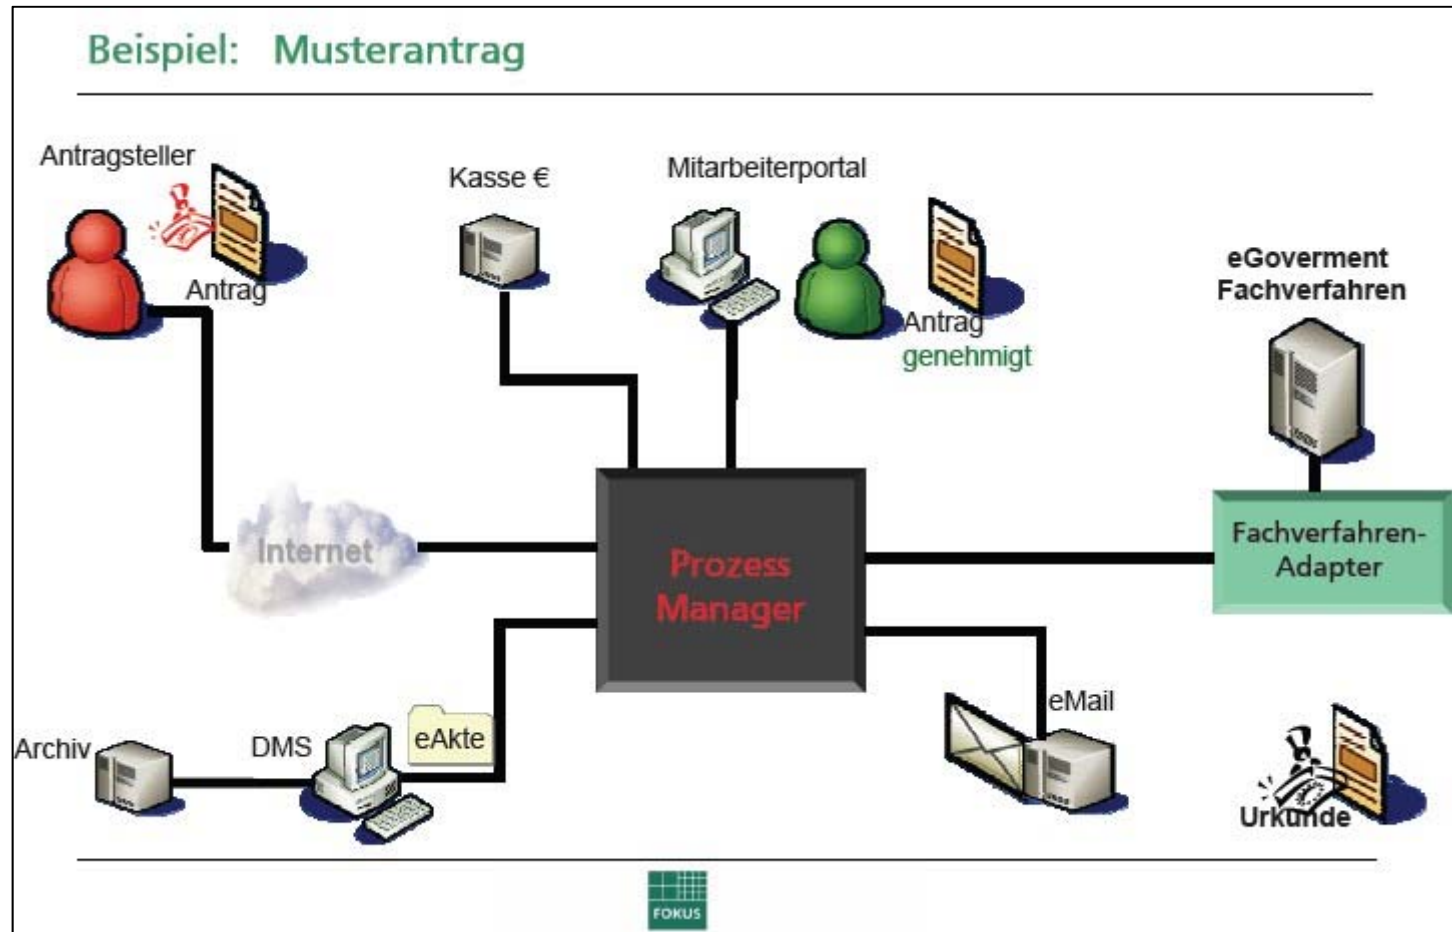 Beispiel: Musterantrag
Antragsteller
Antrag
Kasse €
Mitarbeiterportal
Antrag
genehmigt
eGoverment
Fachverfahren
Internet
Prozess
Manager
Fachverfahren-
Adapter
Archiv
DMS
eAkte
eMail
Urkunde
FOKUS